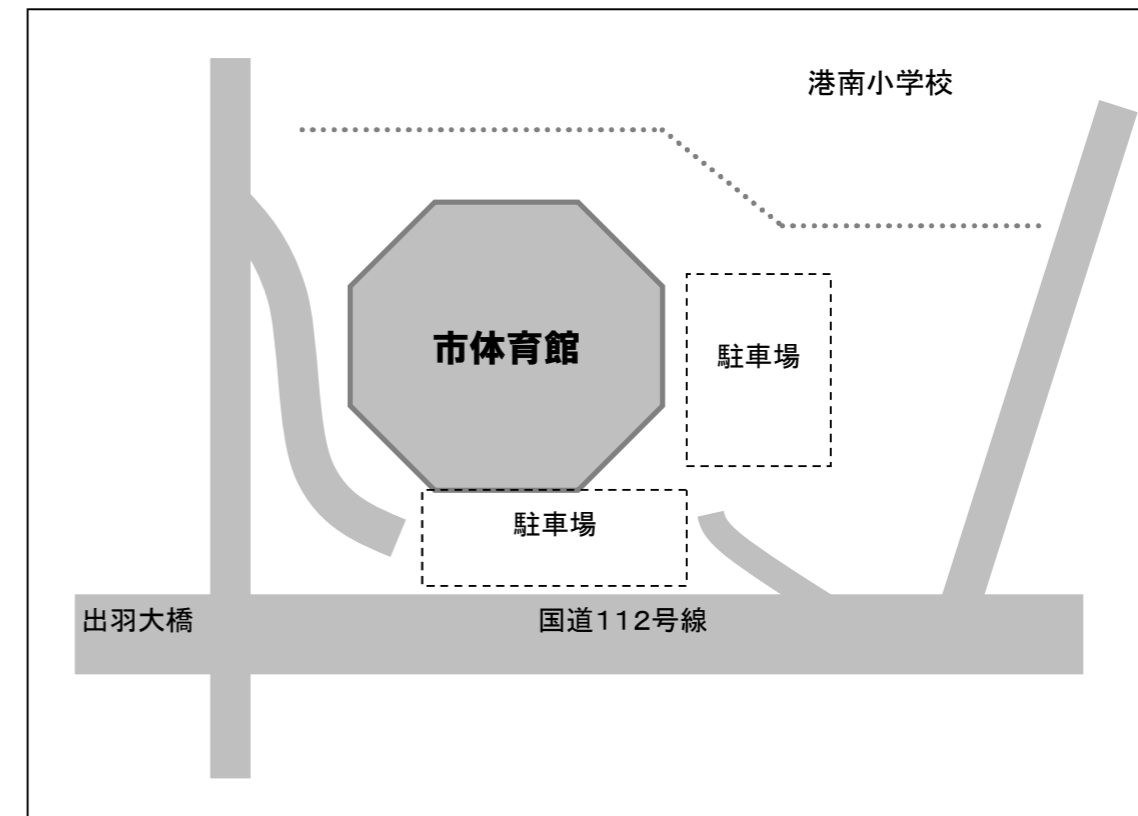 港南小学校
市体育館
駐車場
駐車場
出羽大橋
国道112号線